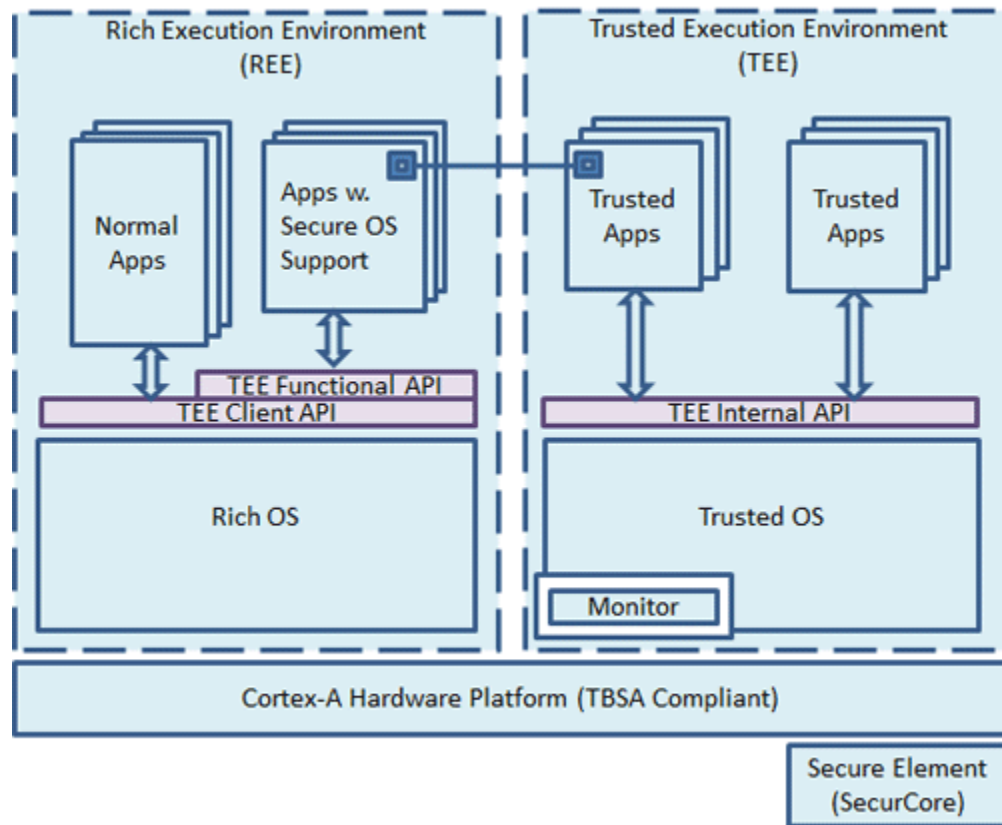 Rich Execution Environment
(REE)
Trusted Execution Environment
(TEE)
Normal
Apps
Apps w.
Secure OS
Support
Trusted
Apps
Trusted
Apps
TEE Functional API
TEE Client API
TEE Internal API
Rich OS
Trusted OS
Monitor
Cortex-A Hardware Platform (TBSA Compliant)
Secure Element
(SecurCore)